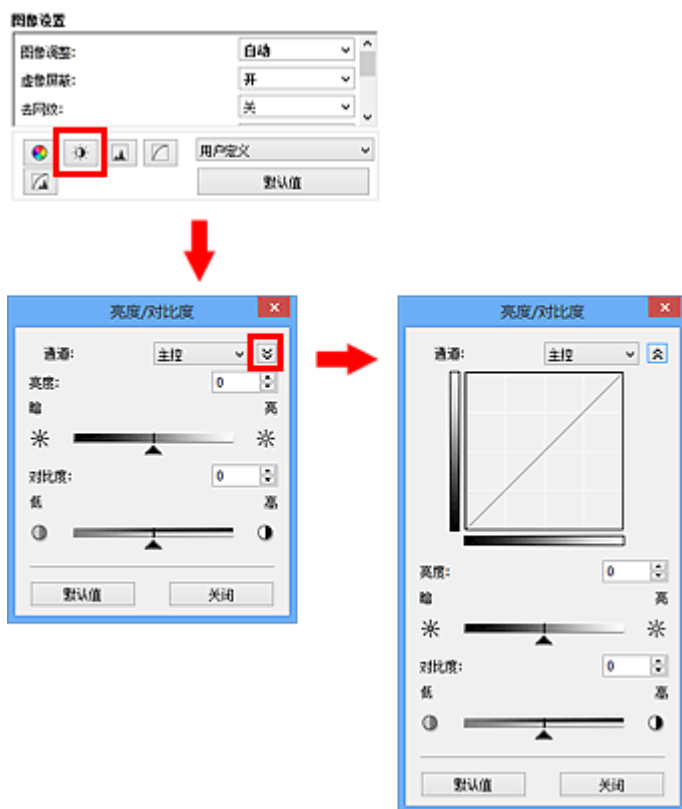 图像设置
图像调整: 自动
虚像屏蔽: 开
去网纹: 关
用户定义
默认值
亮度/对比度
通道: 主控
亮度: 0
暗 亮
对比度: 0
低 高
默认值 关闭
亮度/对比度
通道: 主控
亮度: 0
暗 亮
对比度: 0
低 高
默认值 关闭